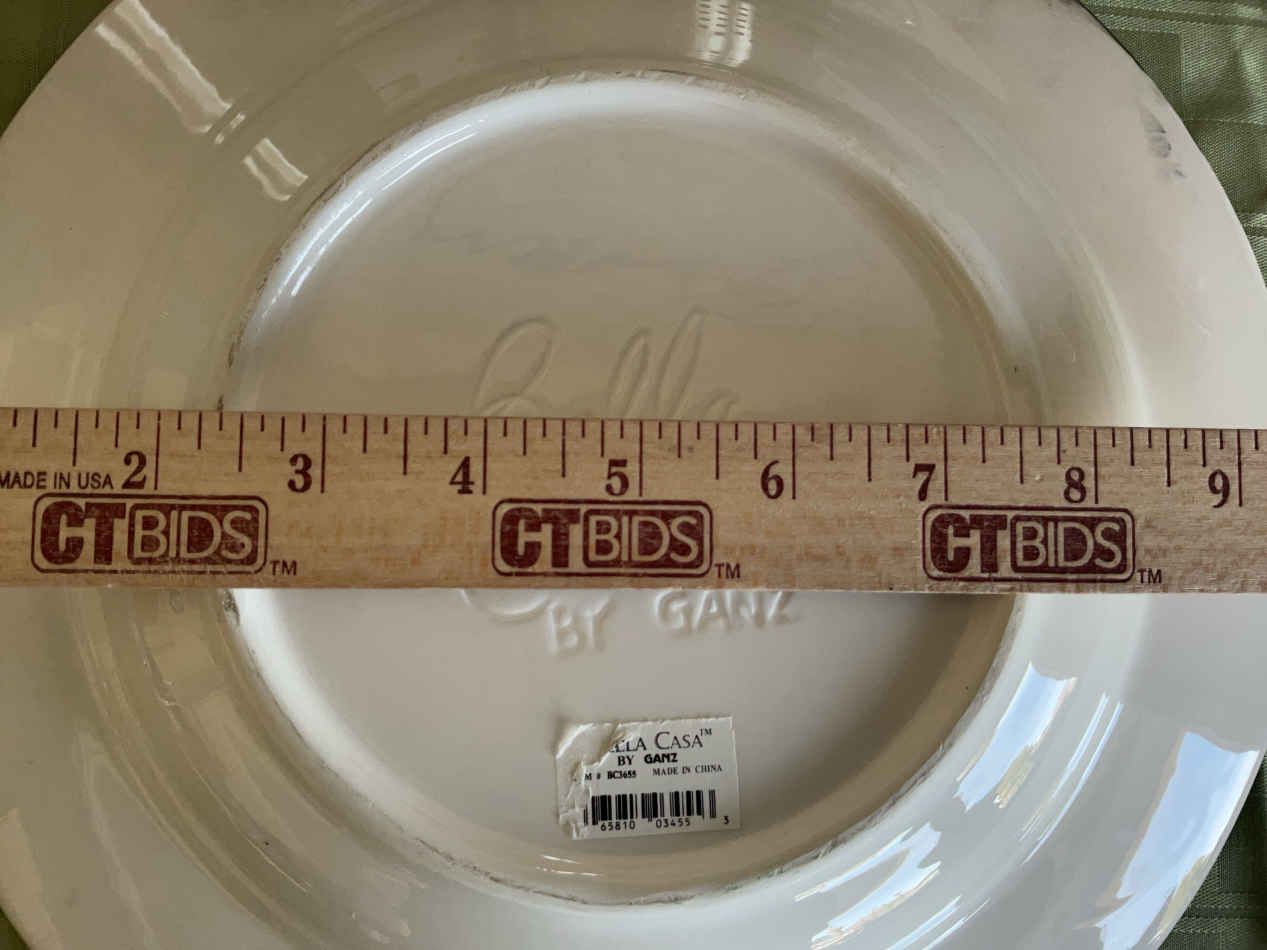 Bella
MADE IN USA 2 3 4 5 6 7 8 9
CTBIDS™ CTBIDS™ CTBIDS™
BY GANZ
LLA CASA™
BY GANZ
M # BC3655 MADE IN CHINA
65810 03455 3